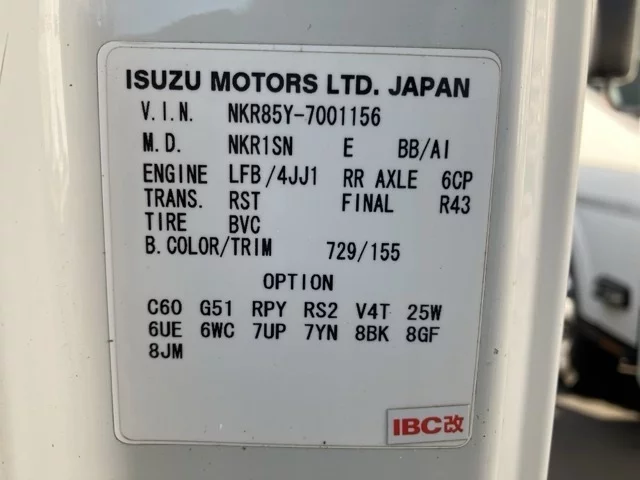 ISUZU MOTORS LTD. JAPAN
V.I.N. NKR85Y-7001156
M.D. NKR1SN E BB/AI
ENGINE LFB/4JJ1 RR AXLE 6CP
TRANS. RST FINAL R43
TIRE BVC
B.COLOR/TRIM 729/155
OPTION
C60 G51 RPY RS2 V4T 25W
6UE 6WC 7UP 7YN 8BK 8GF
8JM
IBC改